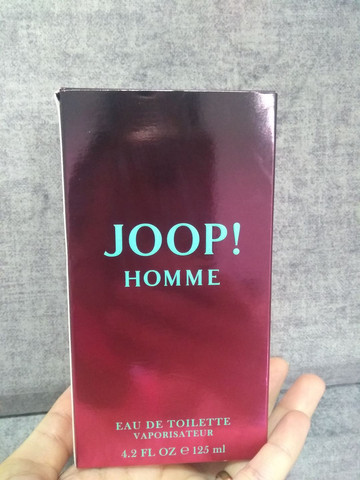 JOOP!
HOMME
EAU DE TOILETTE
VAPORISATEUR
4.2 FL OZ ℮ 125 ml